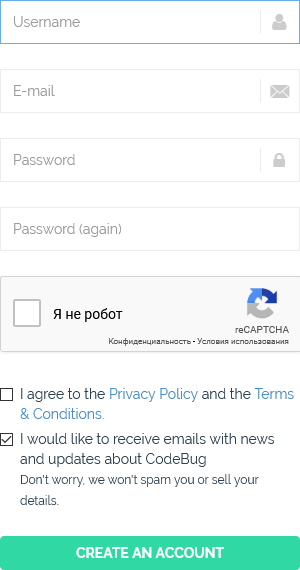 Username
E-mail
Password
Password (again)
Я не робот
reCAPTCHA
Конфиденциальность - Условия использования
I agree to the Privacy Policy and the Terms
& Conditions.
I would like to receive emails with news
and updates about CodeBug
Don't worry, we won't spam you or sell your
details.
CREATE AN ACCOUNT